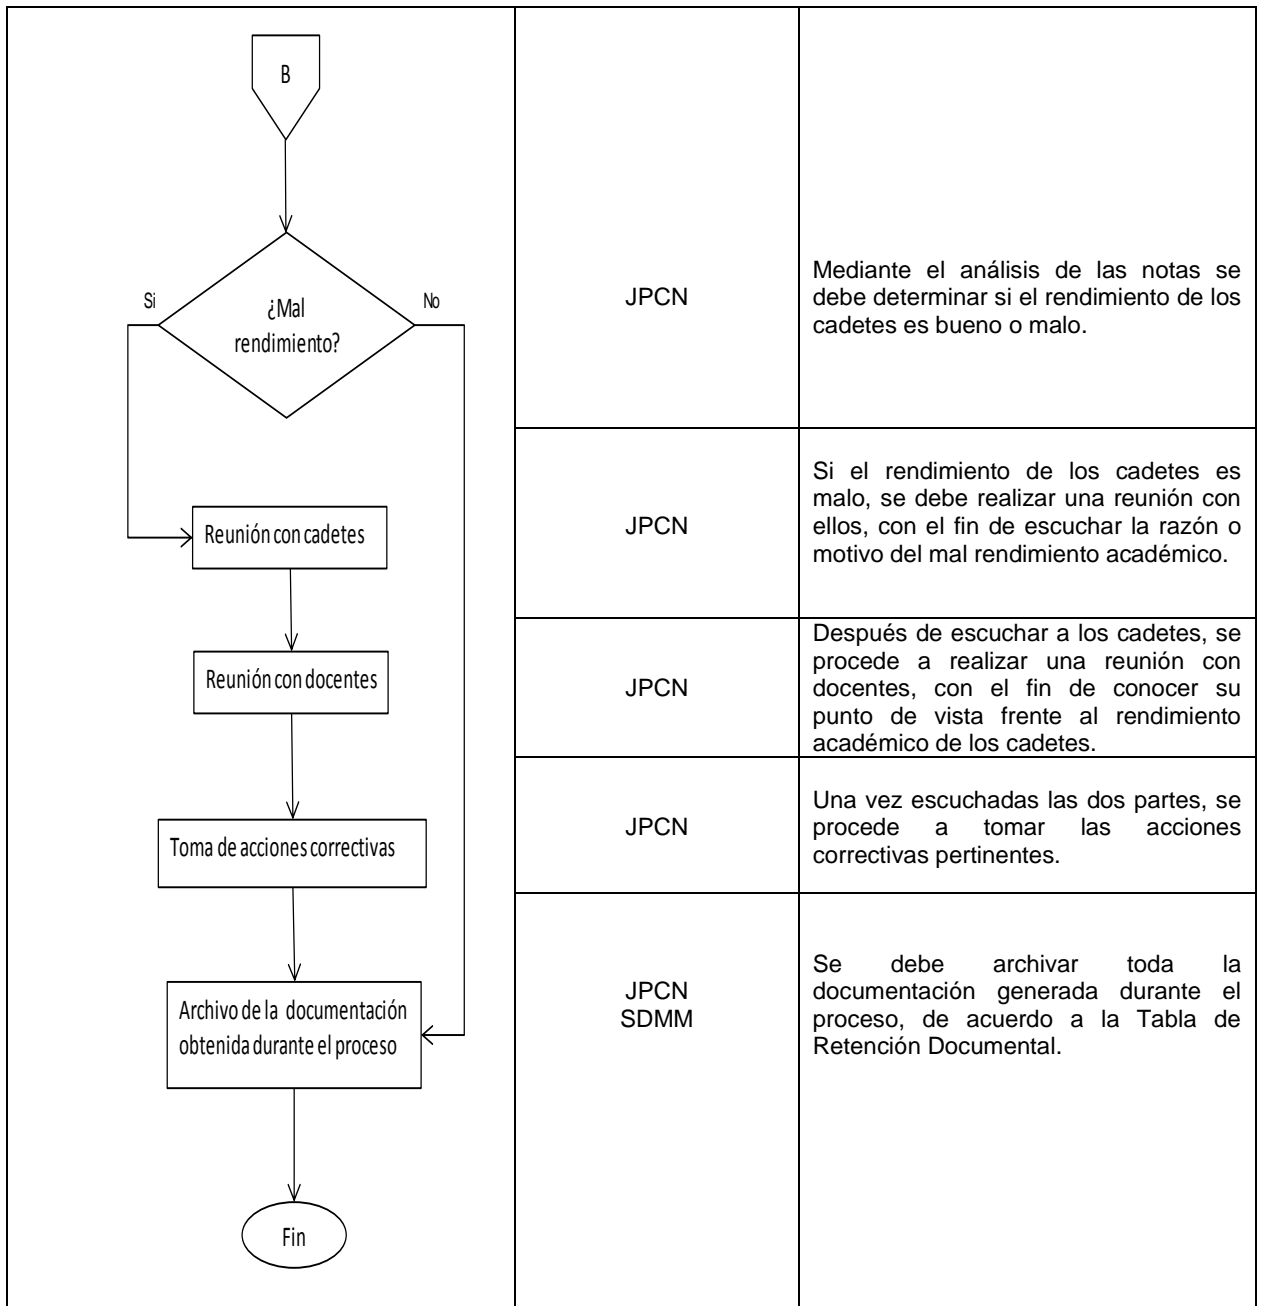 B
¿Mal
rendimiento?
Si
No
JPCN
Mediante el análisis de las notas se
debe determinar si el rendimiento de los
cadetes es bueno o malo.
Reunión con cadetes
JPCN
Si el rendimiento de los cadetes es
malo, se debe realizar una reunión con
ellos, con el fin de escuchar la razón o
motivo del mal rendimiento académico.
Reunión con docentes
JPCN
Después de escuchar a los cadetes, se
procede a realizar una reunión con
docentes, con el fin de conocer su
punto de vista frente al rendimiento
académico de los cadetes.
Toma de acciones correctivas
JPCN
Una vez escuchadas las dos partes, se
procede a tomar las acciones
correctivas pertinentes.
Archivo de la documentación
obtenida durante el proceso
JPCN
SDMM
Se debe archivar toda la
documentación generada durante el
proceso, de acuerdo a la Tabla de
Retención Documental.
Fin